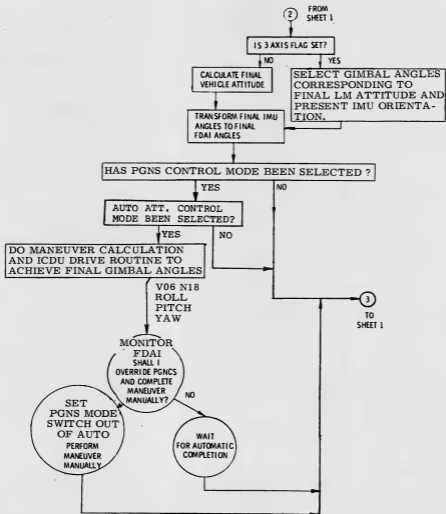 FROM
2
SHEET 1
IS 3 AXIS FLAG SET?
NO
YES
CALCULATE FINAL
VEHICLE ATTITUDE
SELECT GIMBAL ANGLES
CORRESPONDING TO
FINAL LM ATTITUDE AND
PRESENT IMU ORIENTA-
TION.
TRANSFORM FINAL IMU
ANGLES TO FINAL
FDAI ANGLES
HAS PGNS CONTROL MODE BEEN SELECTED ?
YES
NO
AUTO ATT. CONTROL
MODE BEEN SELECTED?
YES
NO
DO MANEUVER CALCULATION
AND ICDU DRIVE ROUTINE TO
ACHIEVE FINAL GIMBAL ANGLES
V06 N18
ROLL
PITCH
YAW
3
TO
SHEET 1
MONITOR
FDAI
SHALL I
OVERRIDE PGNCS
AND COMPLETE
MANEUVER
MANUALLY?
NO
SET
PGNS MODE
SWITCH OUT
OF AUTO
PERFORM
MANEUVER
MANUALLY
WAIT
FOR AUTOMATIC
COMPLETION